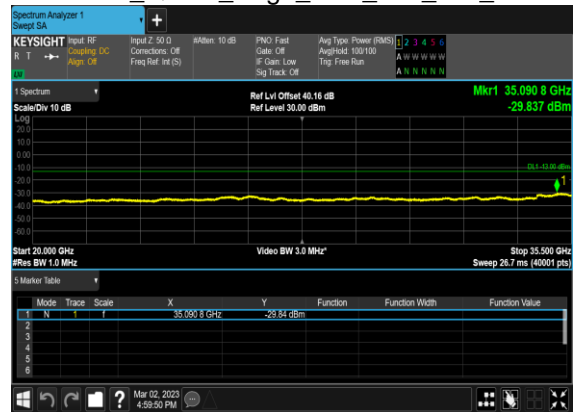 Spectrum Analyzer 1
Swept SA
+
KEYSIGHT Input: RF
R T Coupling: DC
Align: Off
LXI
Input Z: 50 Ω
Corrections: Off
Freq Ref: Int (S)
#Atten: 10 dB
PNO: Fast
Gate: Off
IF Gain: Low
Sig Track: Off
Avg Type: Power (RMS)
Avg|Hold: 100/100
Trig: Free Run
1 2 3 4 5 6
A W W W W W
A N N N N N
1 Spectrum
Scale/Div 10 dB
Ref Lvl Offset 40.16 dB
Ref Level 30.00 dBm
Mkr1 35.090 8 GHz
-29.837 dBm
Log
20.0
10.0
0.00
-10.0
DL1 -13.00 dBm
-20.0
1
-30.0
-40.0
-50.0
-60.0
Start 20.000 GHz
#Res BW 1.0 MHz
Video BW 3.0 MHz*
Stop 35.500 GHz
Sweep 26.7 ms (40001 pts)
5 Marker Table
Mode Trace Scale X Y Function Function Width Function Value
1 N 1 f 35.090 8 GHz -29.84 dBm
2
3
4
5
6
? Mar 02, 2023
4:59:50 PM